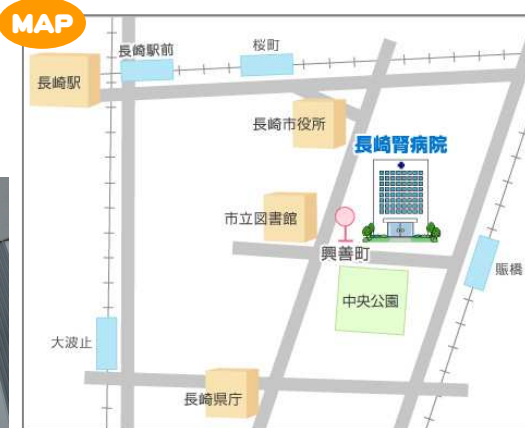 MAP
長崎駅前
桜町
長崎駅
長崎市役所
長崎腎病院
市立図書館
興善町
賑橋
中央公園
大波止
長崎県庁